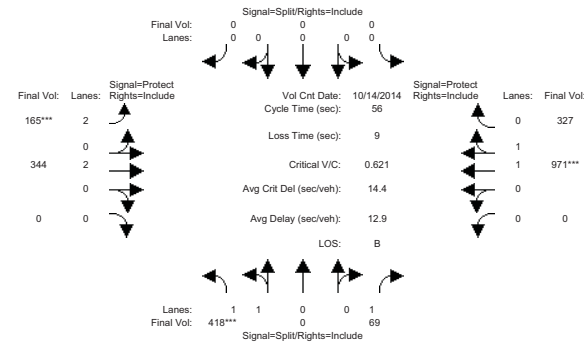 Signal=Split/Rights=Include
Final Vol: 0 0 0
Lanes: 0 0 0 0 0
Signal=Protect
Final Vol: Lanes: Rights=Include
Vol Cnt Date: 10/14/2014
Signal=Protect
Rights=Include Lanes: Final Vol:
Cycle Time (sec): 56
165*** 2
0 327
Loss Time (sec): 9
0
1
344 2
Critical V/C: 0.621
1 971***
0
Avg Crit Del (sec/veh): 14.4
0
0 0
Avg Delay (sec/veh): 12.9
0 0
LOS: B
Lanes: 1 1 0 0 1
Final Vol: 418*** 0 69
Signal=Split/Rights=Include